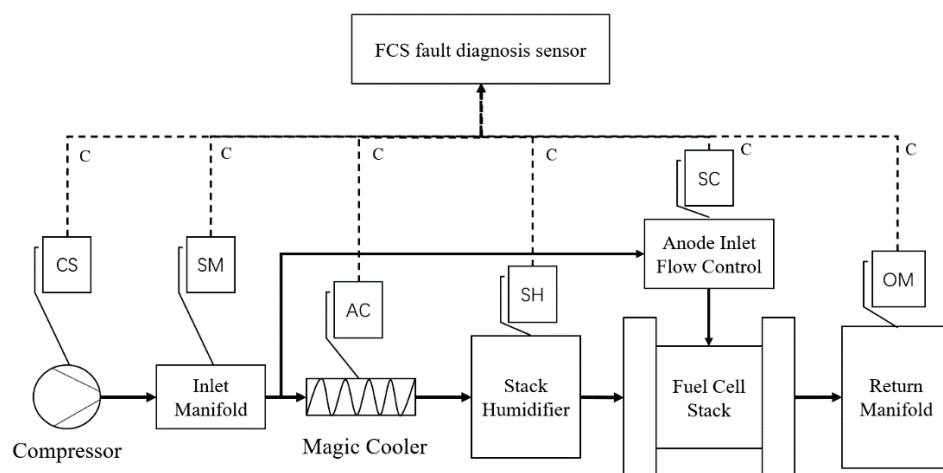 FCS fault diagnosis sensor
C
C
C
C
C
C
SC
CS
SM
Anode Inlet
Flow Control
AC
SH
OM
Inlet
Manifold
Stack
Humidifier
Fuel Cell
Stack
Return
Manifold
Compressor
Magic Cooler